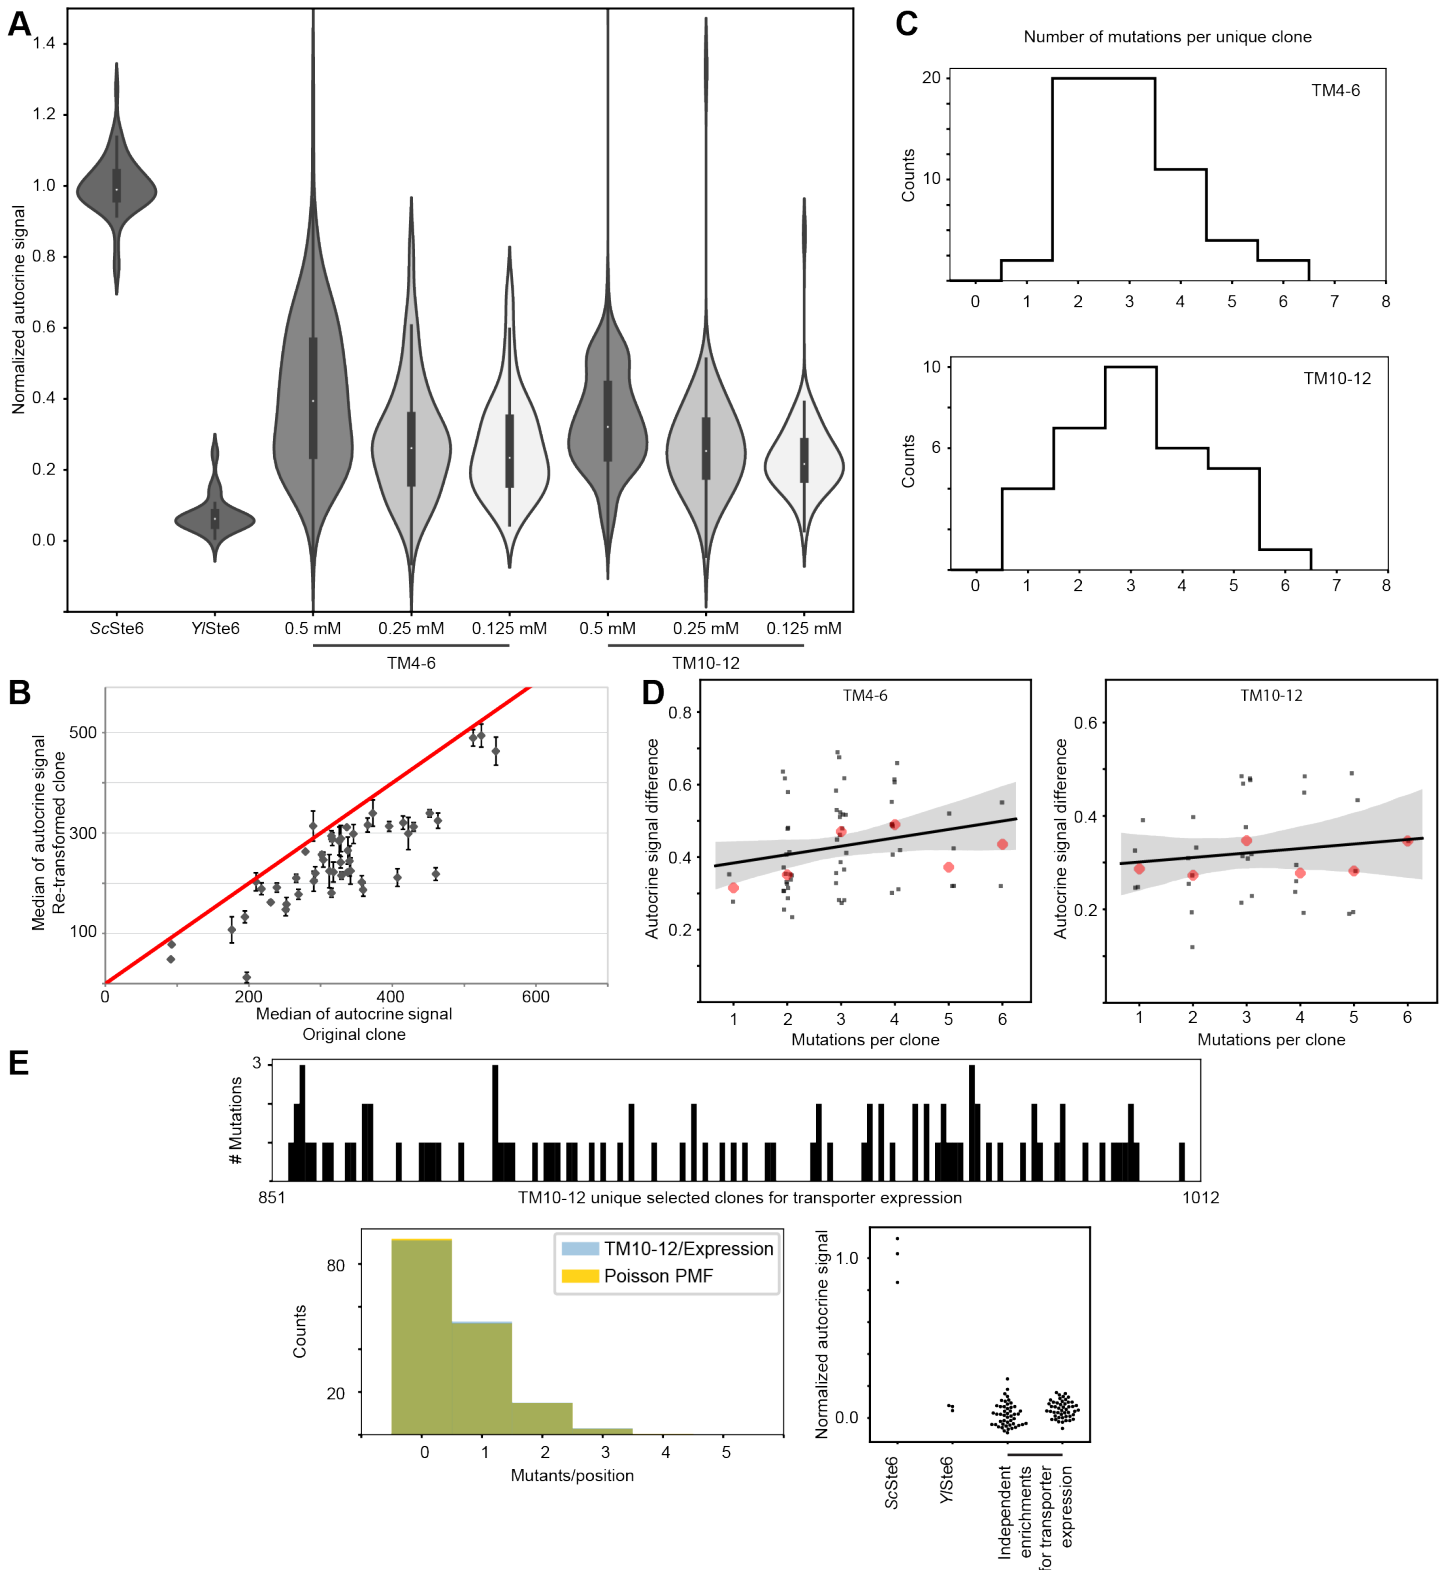 A
1.4
1.2
1.0
0.8
0.6
0.4
0.2
0.0
Normalized autocrine signal
ScSte6
YlSte6
0.5 mM
0.25 mM
0.125 mM
0.5 mM
0.25 mM
0.125 mM
TM4-6
TM10-12
C
Number of mutations per unique clone
TM4-6
20
10
Counts
0 1 2 3 4 5 6 7 8
TM10-12
10
6
Counts
0 1 2 3 4 5 6 7 8
B
500
300
100
Median of autocrine signal
Re-transformed clone
0 200 400 600
Median of autocrine signal
Original clone
D
TM4-6
0.8
0.6
0.4
0.2
Autocrine signal difference
1 2 3 4 5 6
Mutations per clone
TM10-12
0.6
0.4
0.2
Autocrine signal difference
1 2 3 4 5 6
Mutations per clone
E
3
# Mutations
851
TM10-12 unique selected clones for transporter expression
1012
TM10-12/Expression
Poisson PMF
80
20
Counts
0 1 2 3 4 5
Mutants/position
1.0
0.0
Normalized autocrine signal
ScSte6
YlSte6
Independent
enrichments
for transporter
expression